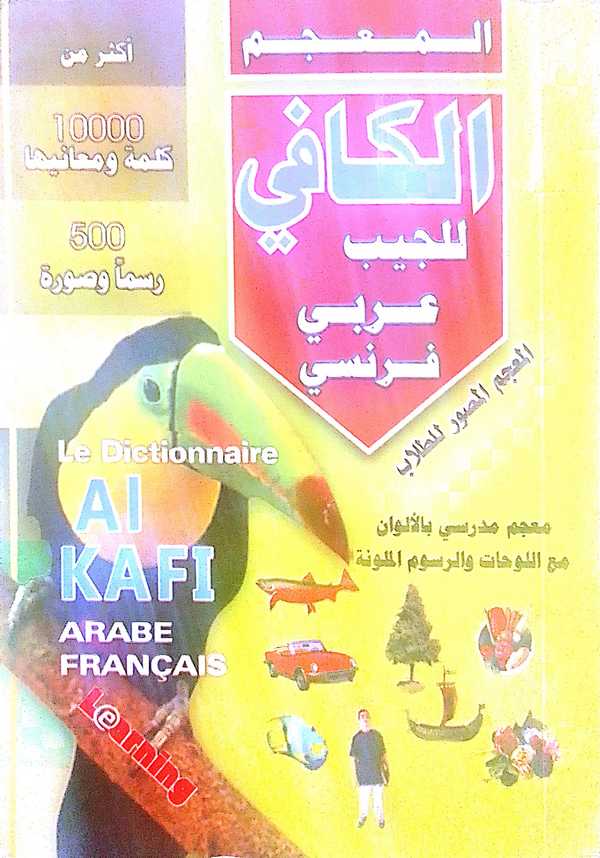 المعجم
الكافي
للجيب
عربي
فرنسي
أكثر من
10000
كلمة ومعانيها
500
رسماً وصورة
المعجم المصور للطلاب
معجم مدرسي بالألوان
مع اللوحات والرسوم الملونة
Le Dictionnaire
Al
KAFI
ARABE
FRANÇAIS
Learning